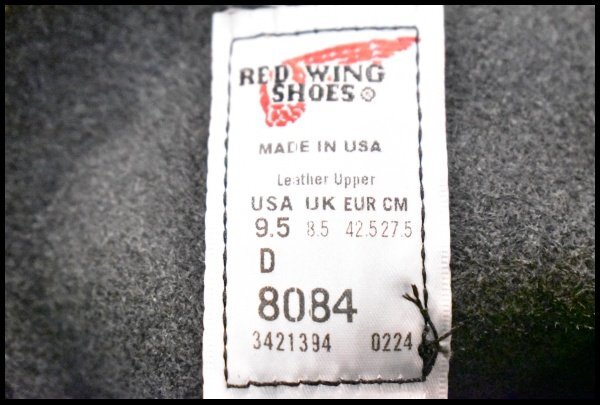 RED WING
SHOES ®
MADE IN USA
Leather Upper
USA UK EUR CM
9.5 8.5 42.5 27.5
D
8084
3421394 0224